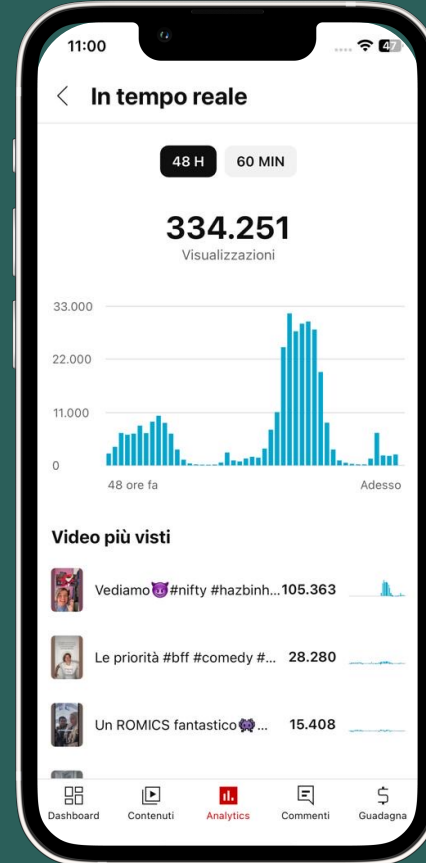 11:00
47
In tempo reale
48 H 60 MIN
334.251
Visualizzazioni
33.000
22.000
11.000
0
48 ore fa Adesso
Video più visti
Vediamo😈#nifty #hazbinh... 105.363
Le priorità #bff #comedy #... 28.280
Un ROMICS fantastico👾... 15.408
Dashboard Contenuti Analytics Commenti Guadagna